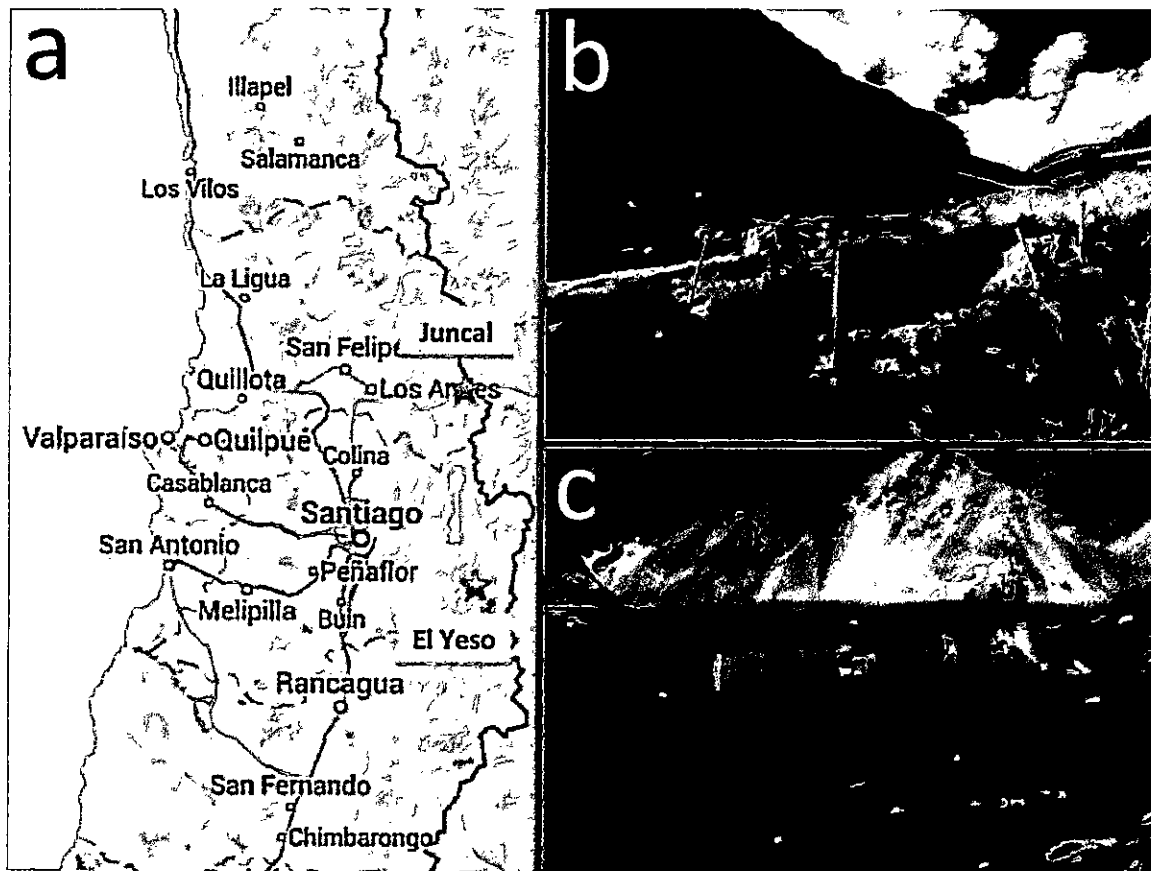 a
Illapel
Salamanca
Los Vilos
La Ligua
Juncal
San Felipe
Quillota
Los Andes
Valparaíso
Quilpué
Colina
Casablanca
Santiago
San Antonio
Peñaflor
Melipilla
Buin
El Yeso
Rancagua
San Fernando
Chimbarongo
b
c